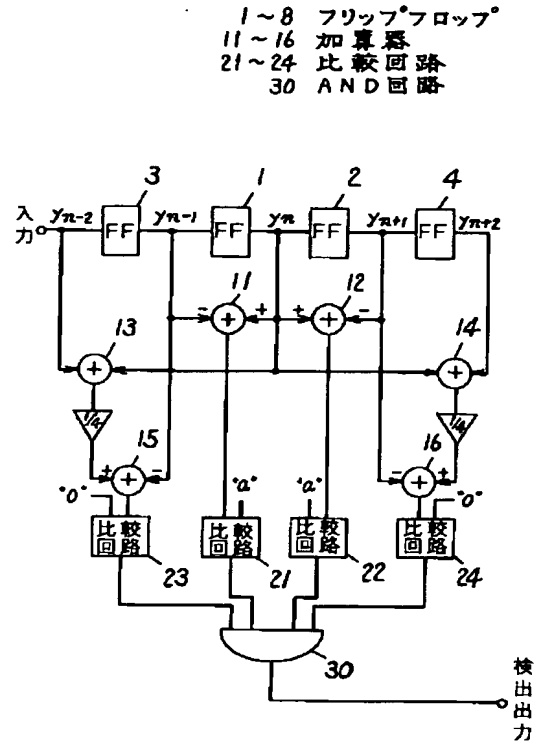 1～8 フリップフロップ
11～16 加算器
21～24 比較回路
30 AND回路
3 1 2 4
入力 yn-2 FF yn-1 FF yn FF yn+1 FF yn+2
11 12
- + + + + -
13 14
+ +
1/4 1/4
15 16
+ + - - + +
"0" "a" "a" "0"
比較回路 比較回路 比較回路 比較回路
23 21 22 24
30
検出出力